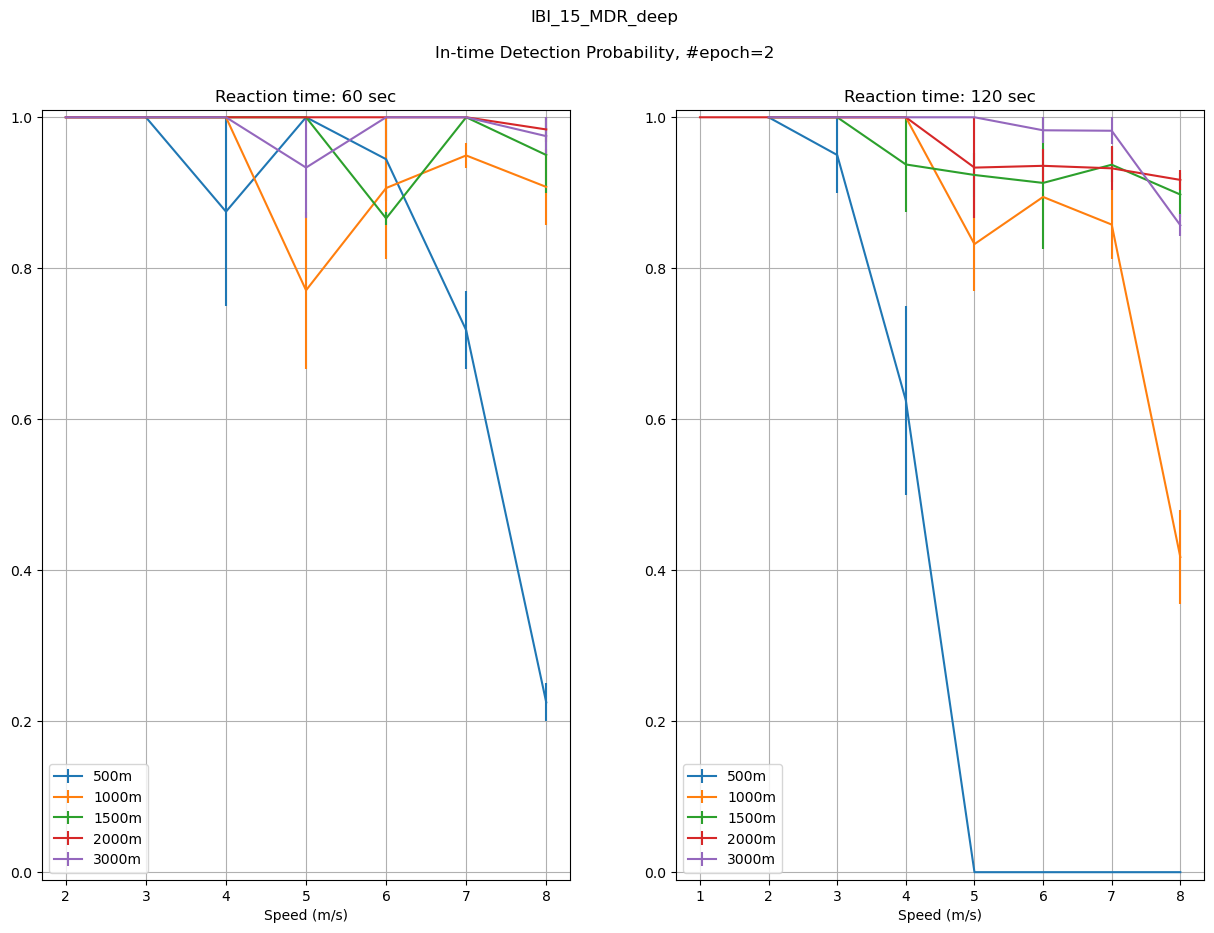 IBI_15_MDR_deep
In-time Detection Probability, #epoch=2
Reaction time: 60 sec
1.0
0.8
0.6
0.4
0.2
0.0
500m
1000m
1500m
2000m
3000m
2 3 4 5 6 7 8
Speed (m/s)
Reaction time: 120 sec
1.0
0.8
0.6
0.4
0.2
0.0
500m
1000m
1500m
2000m
3000m
1 2 3 4 5 6 7 8
Speed (m/s)